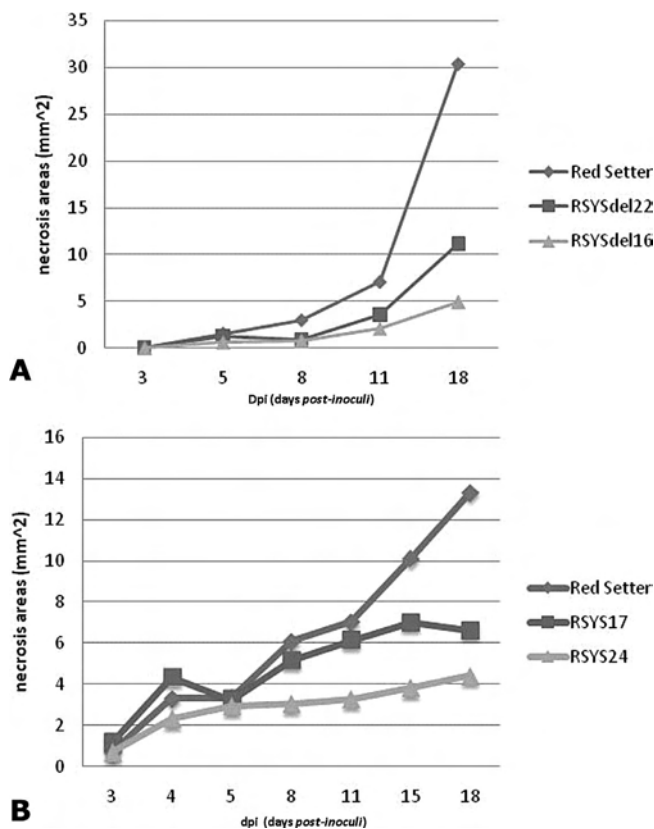 35
30
25
20
15
10
5
0
necrosis areas (mm^2)
3 5 8 11 18
Dpi (days post-inoculi)
Red Setter
RSYSdel22
RSYSdel16
A
16
14
12
10
8
6
4
2
0
necrosis areas (mm^2)
3 4 5 8 11 15 18
dpi (days post-inoculi)
Red Setter
RSYS17
RSYS24
B